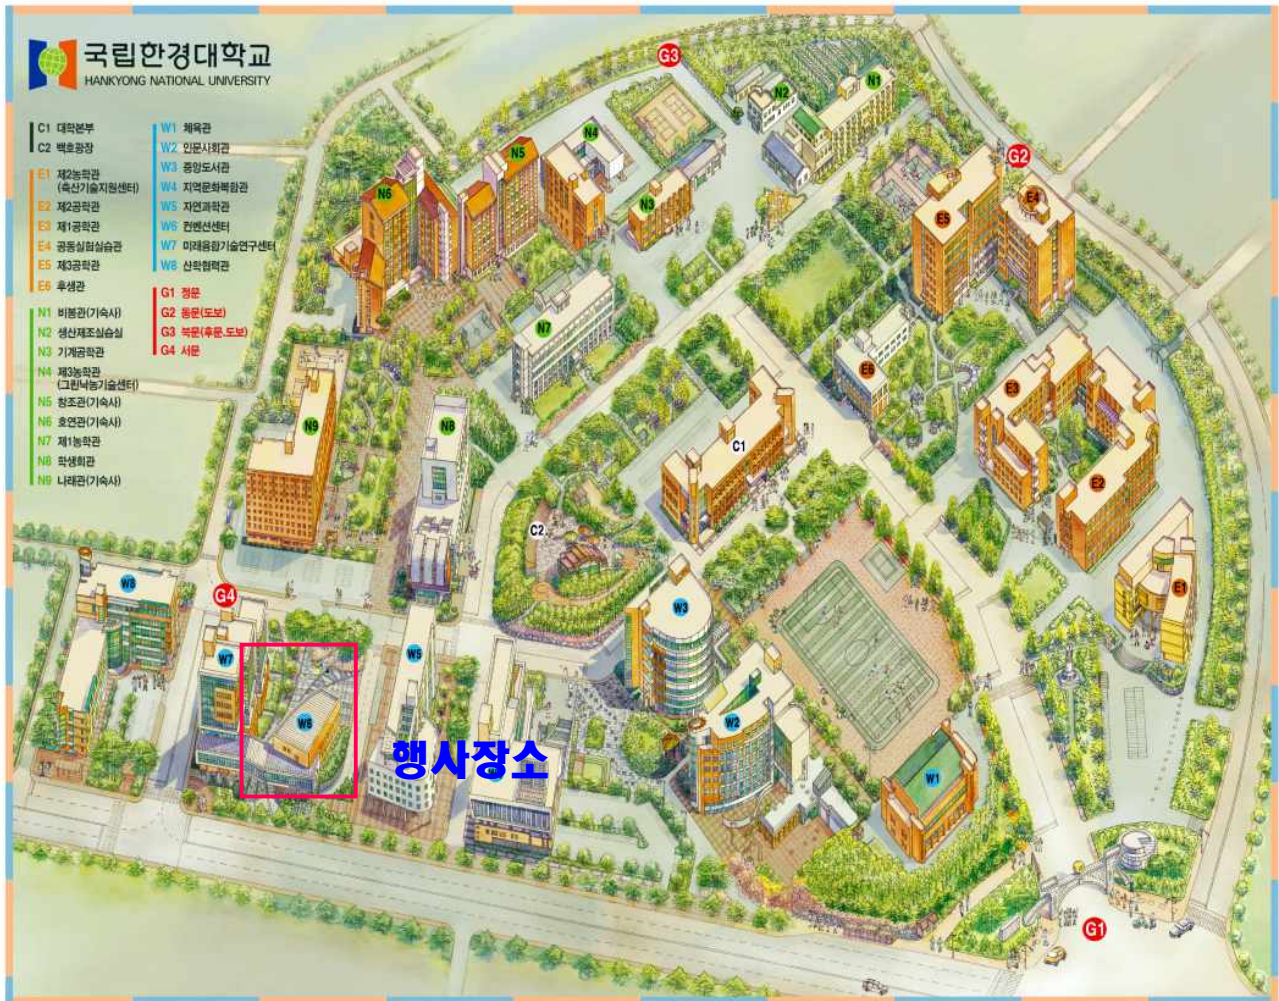 국립한경대학교
HANKYONG NATIONAL UNIVERSITY
C1 대학본부
C2 백호광장
E1 제2농학관
(축산기술지원센터)
E2 제2공학관
E3 제1공학관
E4 공동실험실습관
E5 제3공학관
E6 후생관
N1 비봉관(기숙사)
N2 생산제조실습실
N3 기계공학관
N4 제3농학관
(그린낙농기술센터)
N5 창조관(기숙사)
N6 호연관(기숙사)
N7 제1농학관
N8 학생회관
N9 나래관(기숙사)
W1 체육관
W2 인문사회관
W3 중앙도서관
W4 지역문화복합관
W5 자연과학관
W6 컨벤션센터
W7 미래융합기술연구센터
W8 산학협력관
G1 정문
G2 동문(도보)
G3 북문(후문.도보)
G4 서문
G3
N1
N2
N4
N5
G2
N6
N3
E4
E5
N7
E6
E3
N9
N8
C1
E2
C2
W8
G4
W3
E1
W7
W5
W6
W2
행사장소
W1
G1